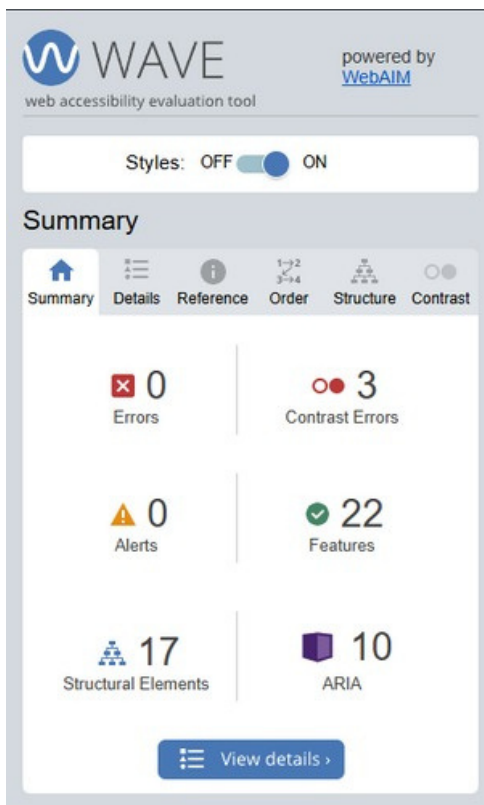 WAVE
powered by
WebAIM
web accessibility evaluation tool
Styles: OFF ON
Summary
1→2
3→4
Summary Details Reference Order Structure Contrast
0 3
Errors Contrast Errors
0 22
Alerts Features
17 10
Structural Elements ARIA
View details ›